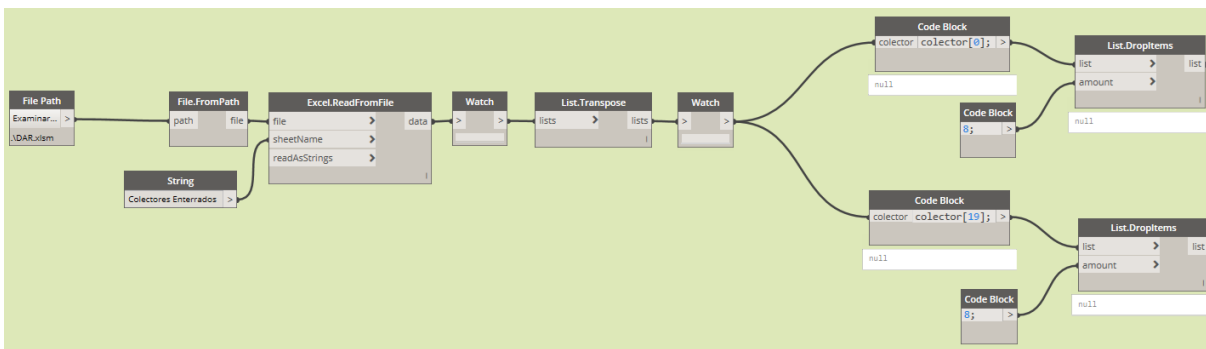 File Path
Examinar... >
.\DAR.xlsm
File.FromPath
path file
String
Colectores Enterrados >
Excel.ReadFromFile
file > data
sheetName >
readAsStrings >
l
Watch
> >
List.Transpose
lists > lists
l
Watch
> >
Code Block
colector colector[0]; >
null
Code Block
8; >
List.DropItems
list > list
amount >
l
null
Code Block
colector colector[19]; >
null
Code Block
8; >
List.DropItems
list > list
amount >
l
null